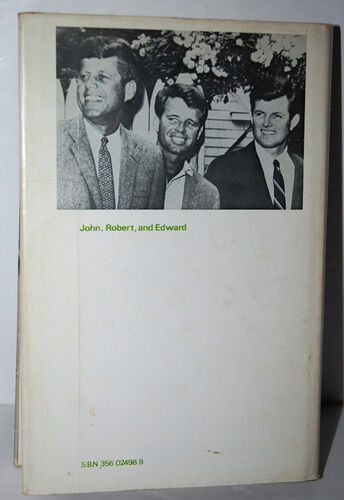 John, Robert, and Edward
S.B.N 356 02498 9